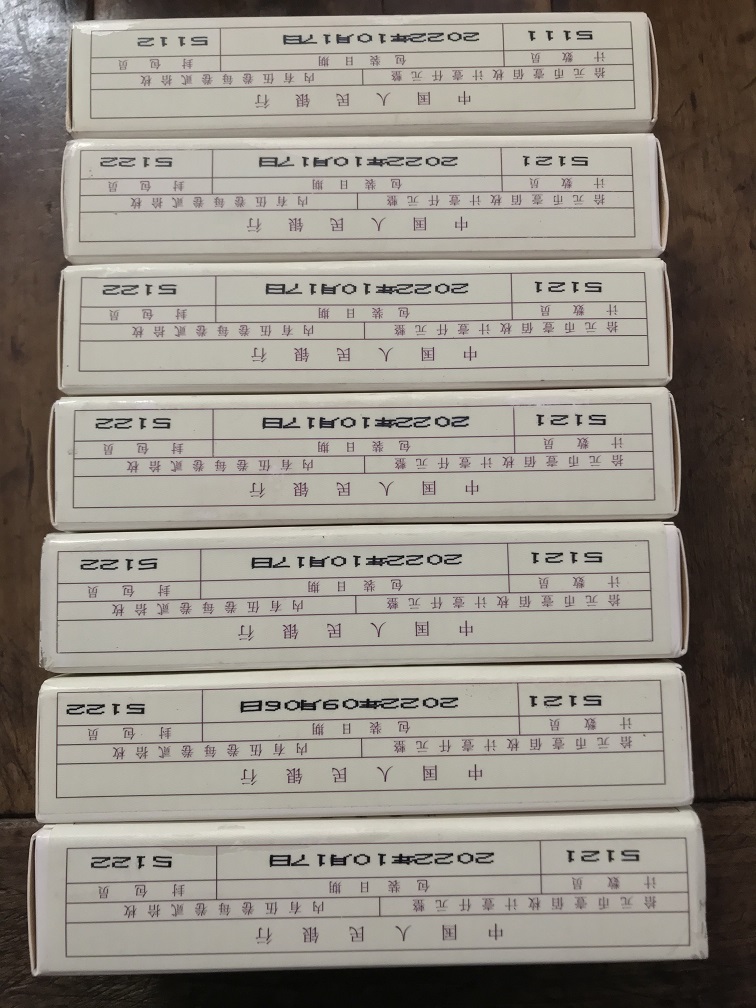 中国人民银行
拾元币壹佰枚计壹仟元整 内有伍卷每卷贰拾枚
计数员 包装日期 封包员
5121 2022年10月17日 5122
中国人民银行
拾元币壹佰枚计壹仟元整 内有伍卷每卷贰拾枚
计数员 包装日期 封包员
5121 2022年09月06日 5122
中国人民银行
拾元币壹佰枚计壹仟元整 内有伍卷每卷贰拾枚
计数员 包装日期 封包员
5121 2022年10月17日 5122
中国人民银行
拾元币壹佰枚计壹仟元整 内有伍卷每卷贰拾枚
计数员 包装日期 封包员
5121 2022年10月17日 5122
中国人民银行
拾元币壹佰枚计壹仟元整 内有伍卷每卷贰拾枚
计数员 包装日期 封包员
5121 2022年10月17日 5122
中国人民银行
拾元币壹佰枚计壹仟元整 内有伍卷每卷贰拾枚
计数员 包装日期 封包员
5121 2022年10月17日 5122
中国人民银行
拾元币壹佰枚计壹仟元整 内有伍卷每卷贰拾枚
计数员 包装日期 封包员
5111 2022年10月17日 5112